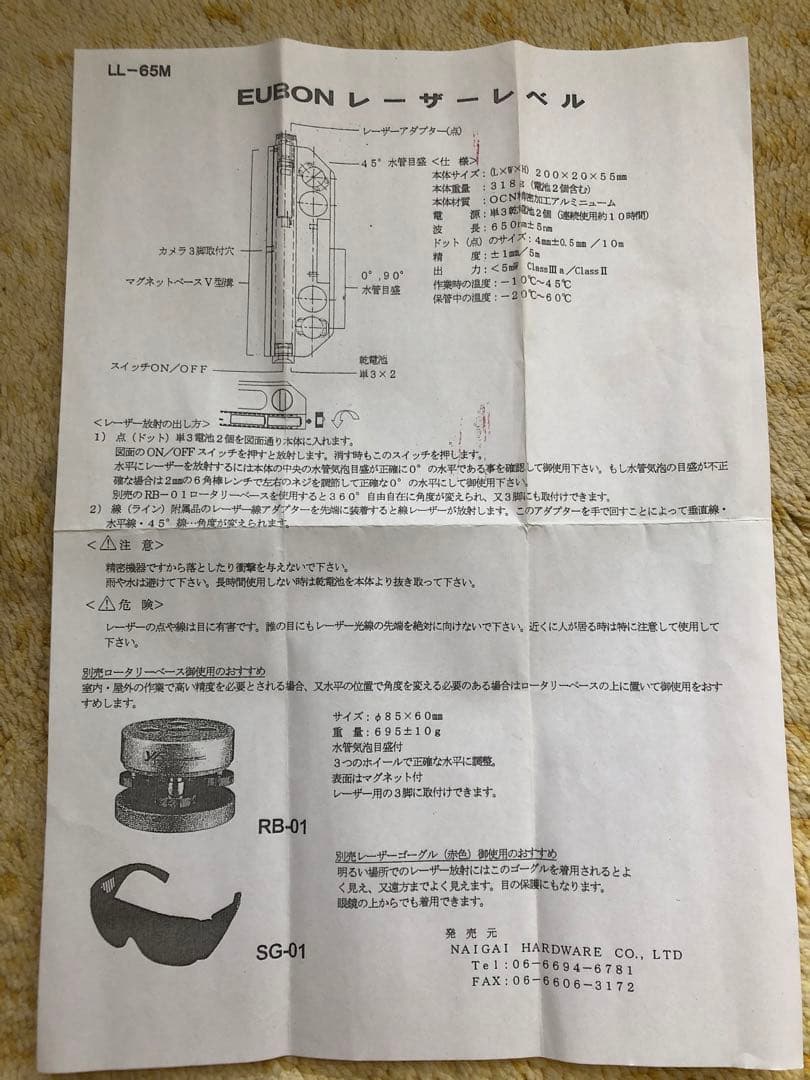 LL-65M
EUBON レーザーレベル
レーザーアダプター(点)
45°水管目盛
カメラ3脚取付穴
マグネットベースV型溝
0°,90°
水管目盛
スイッチON/OFF
乾電池
単3×2
<仕 様>
本体サイズ:(L×W×H) 200×20×55mm
本体重量 :318g(電池2個含む)
本体材質 :OCN精密加工アルミニューム
電 源:単3乾電池2個(連続使用約10時間)
波 長:650nm±5nm
ドット(点)のサイズ:4mm±0.5mm/10m
精 度:±1mm/5m
出 力:<5mW ClassⅢa/ClassⅡ
作業時の温度:-10℃~45℃
保管中の温度:-20℃~60℃
<レーザー放射の出し方>
1) 点(ドット)単3電池2個を図面通り本体に入れます。
図面のON/OFFスイッチを押すと放射します。消す時もこのスイッチを押します。
水平にレーザーを放射するには本体の中央の水管気泡目盛が正確に0°の水平である事を確認して御使用下さい。もし水管気泡の目盛が不正
確な場合は2mmの6角棒レンチで左右のネジを調節して正確な0°の水平にして御使用下さい。
別売のRB-01ロータリーベースを使用すると360°自由自在に角度が変えられ、又3脚にも取付けできます。
2) 線(ライン)附属品のレーザー線アダプターを先端に装着すると線レーザーが放射します。このアダプターを手で回すことによって垂直線・
水平線・45°線…角度が変えられます。
<⚠注 意>
精密機器ですから落としたり衝撃を与えないで下さい。
雨や水は避けて下さい。長時間使用しない時は乾電池を本体より抜き取って下さい。
<⚠危 険>
レーザーの点や線は目に有害です。誰の目にもレーザー光線の先端を絶対に向けないで下さい。近くに人が居る時は特に注意して使用して
下さい。
別売ロータリーベース御使用のおすすめ
室内・屋外の作業で高い精度を必要とされる場合、又水平の位置で角度を変える必要のある場合はロータリーベースの上に置いて御使用をおす
すめします。
サイズ:φ85×60mm
重 量:695±10g
水管気泡目盛付
3つのホイールで正確な水平に調整。
表面はマグネット付
レーザー用の3脚に取付けできます。
RB-01
別売レーザーゴーグル(赤色)御使用のおすすめ
明るい場所でのレーザー放射にはこのゴーグルを着用されるとよ
く見え、又遠方までよく見えます。目の保護にもなります。
眼鏡の上からでも着用できます。
SG-01
発 売 元
NAIGAI HARDWARE CO., LTD
Tel:06-6694-6781
FAX:06-6606-3172